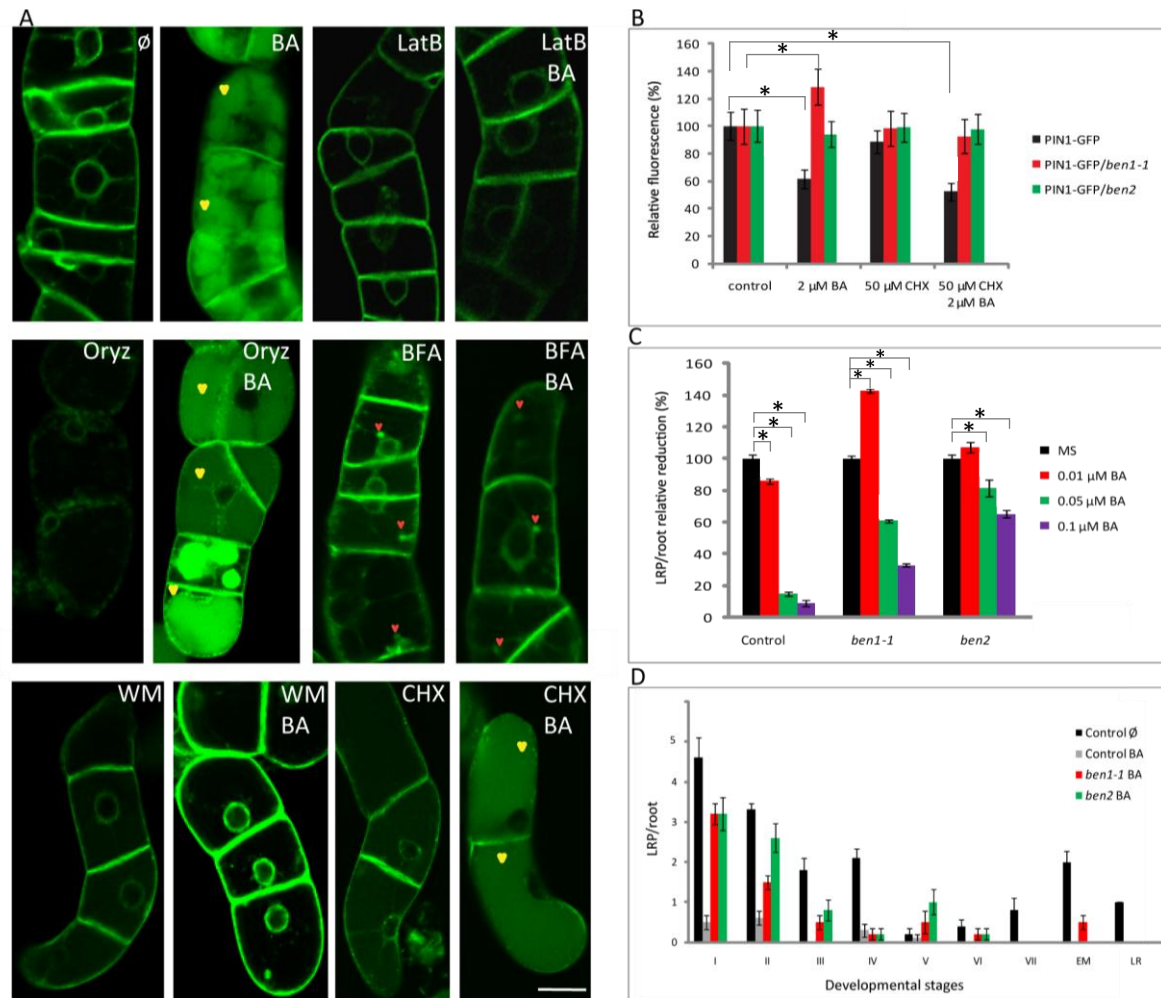 A
Ø
BA
LatB
LatB
BA
Oryz
Oryz
BA
BFA
BFA
BA
WM
WM
BA
CHX
CHX
BA
B
160
140
120
100
80
60
40
20
0
Relative fluorescence (%)
*
*
*
control
2 µM BA
50 µM CHX
50 µM CHX
2 µM BA
PIN1-GFP
PIN1-GFP/ben1-1
PIN1-GFP/ben2
C
160
140
120
100
80
60
40
20
0
LRP/root relative reduction (%)
*
*
*
*
*
*
*
*
Control
ben1-1
ben2
MS
0.01 µM BA
0.05 µM BA
0.1 µM BA
D
5
4
3
2
1
0
LRP/root
I
II
III
IV
V
VI
VII
EM
LR
Developmental stages
Control Ø
Control BA
ben1-1 BA
ben2 BA